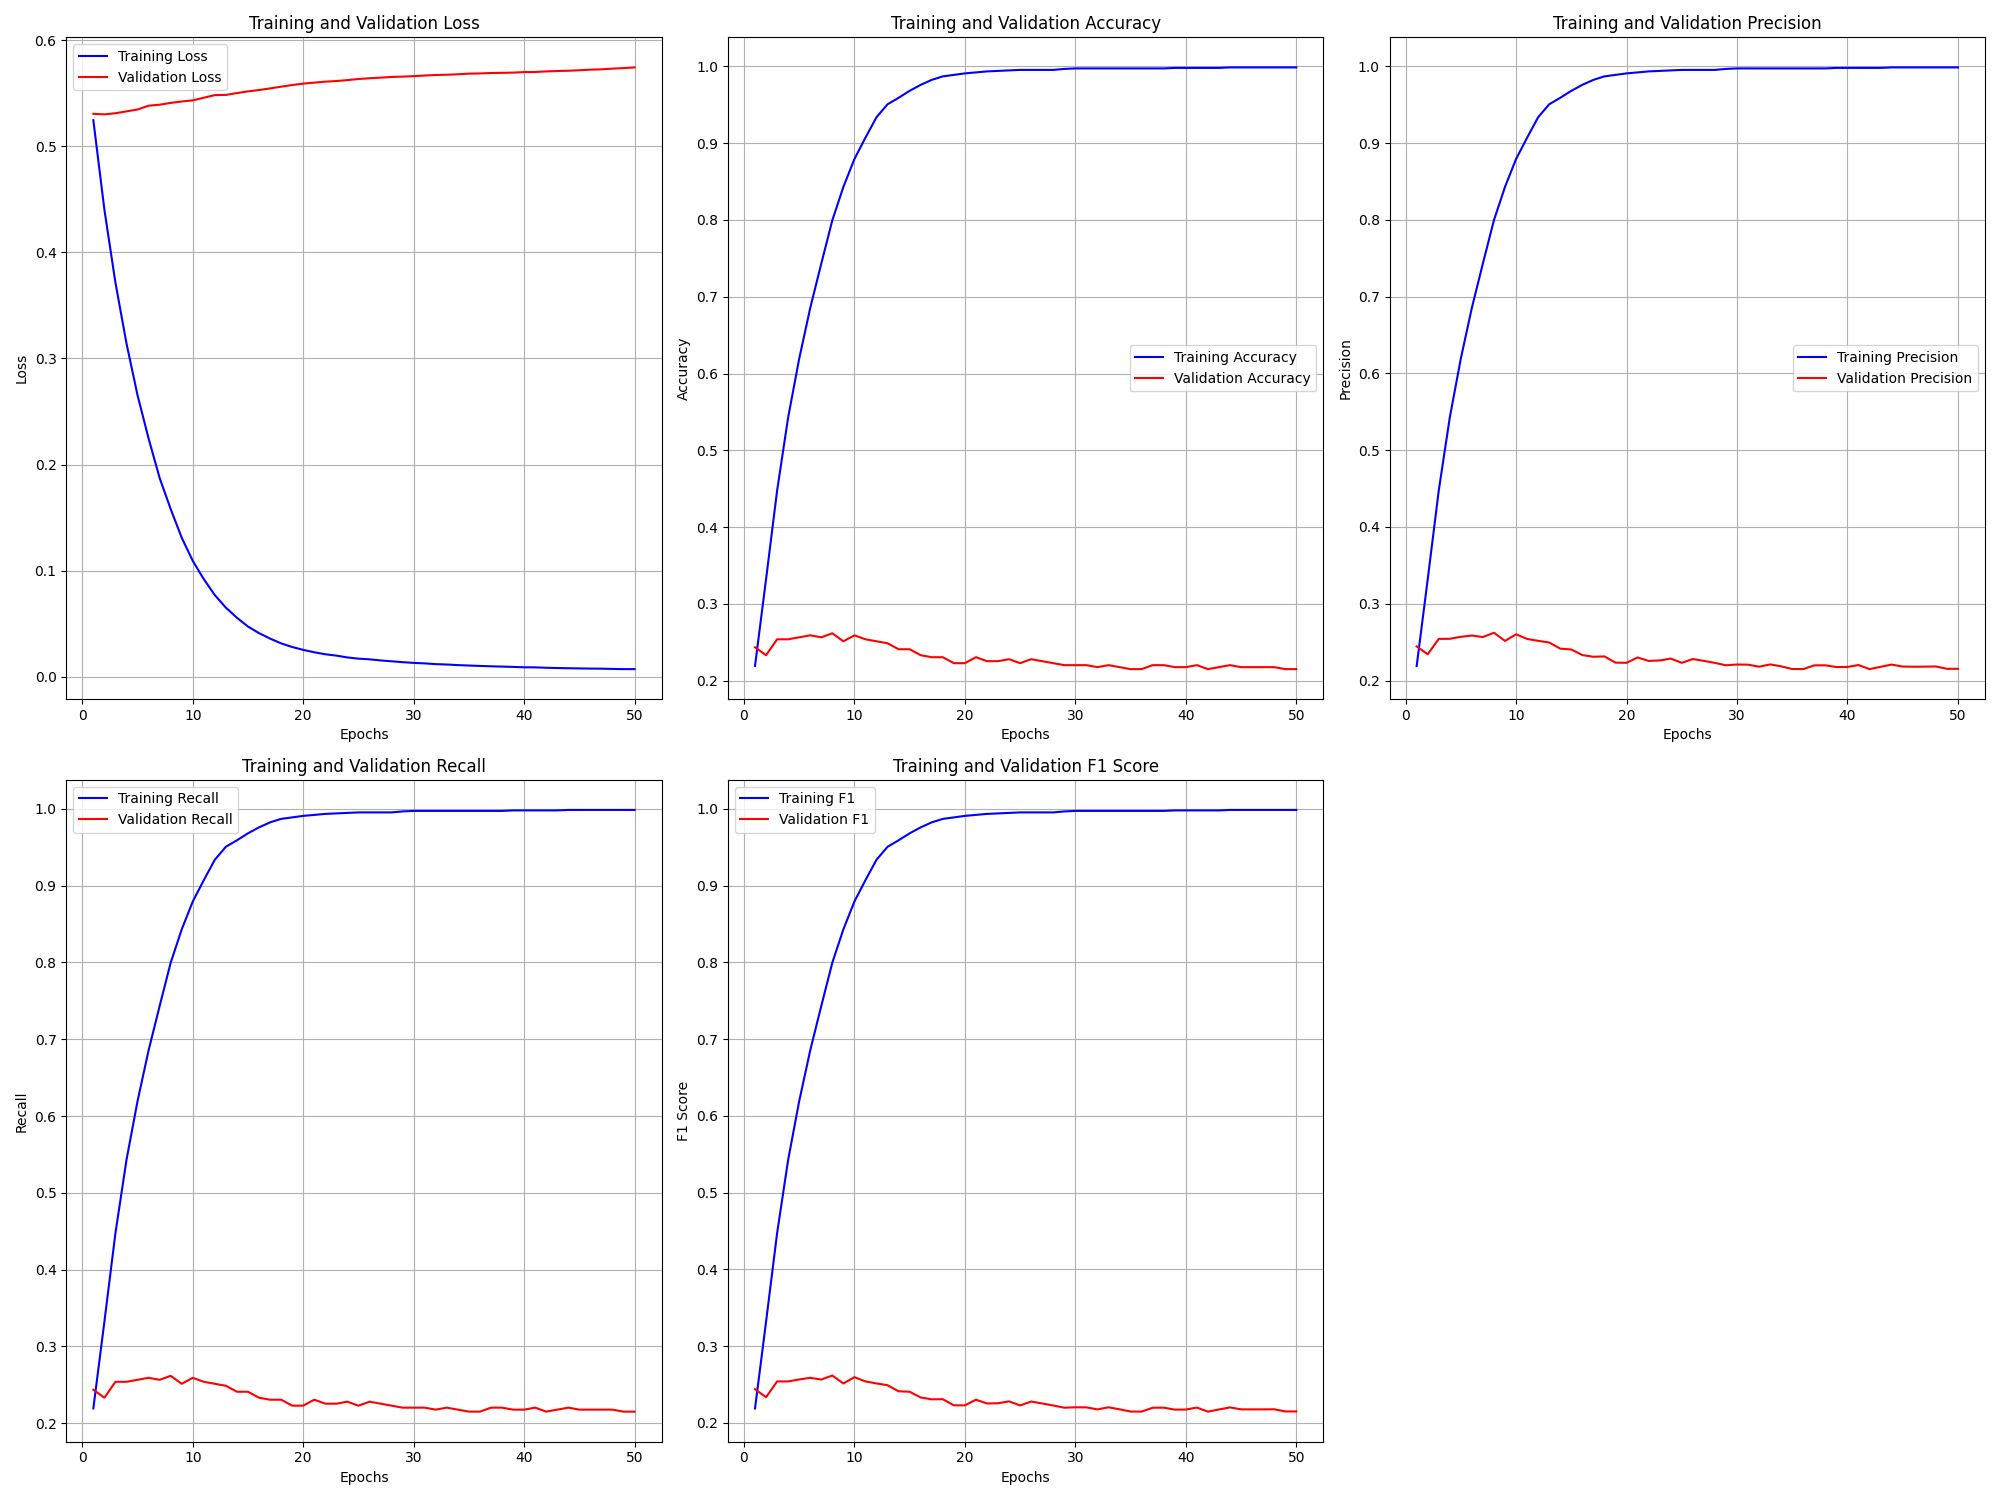 Training and Validation Loss
Training Loss
Validation Loss
Loss
0.6
0.5
0.4
0.3
0.2
0.1
0.0
0 10 20 30 40 50
Epochs
Training and Validation Accuracy
Training Accuracy
Validation Accuracy
Accuracy
1.0
0.9
0.8
0.7
0.6
0.5
0.4
0.3
0.2
0 10 20 30 40 50
Epochs
Training and Validation Precision
Training Precision
Validation Precision
Precision
1.0
0.9
0.8
0.7
0.6
0.5
0.4
0.3
0.2
0 10 20 30 40 50
Epochs
Training and Validation Recall
Training Recall
Validation Recall
Recall
1.0
0.9
0.8
0.7
0.6
0.5
0.4
0.3
0.2
0 10 20 30 40 50
Epochs
Training and Validation F1 Score
Training F1
Validation F1
F1 Score
1.0
0.9
0.8
0.7
0.6
0.5
0.4
0.3
0.2
0 10 20 30 40 50
Epochs